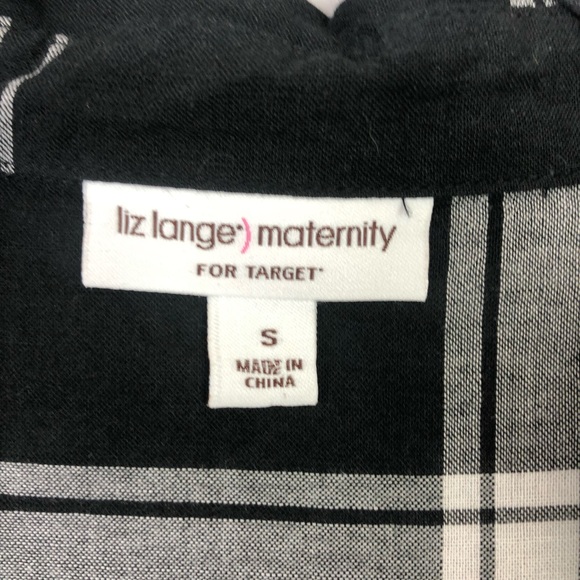 liz lange) maternity
FOR TARGET
S
MADE IN
CHINA